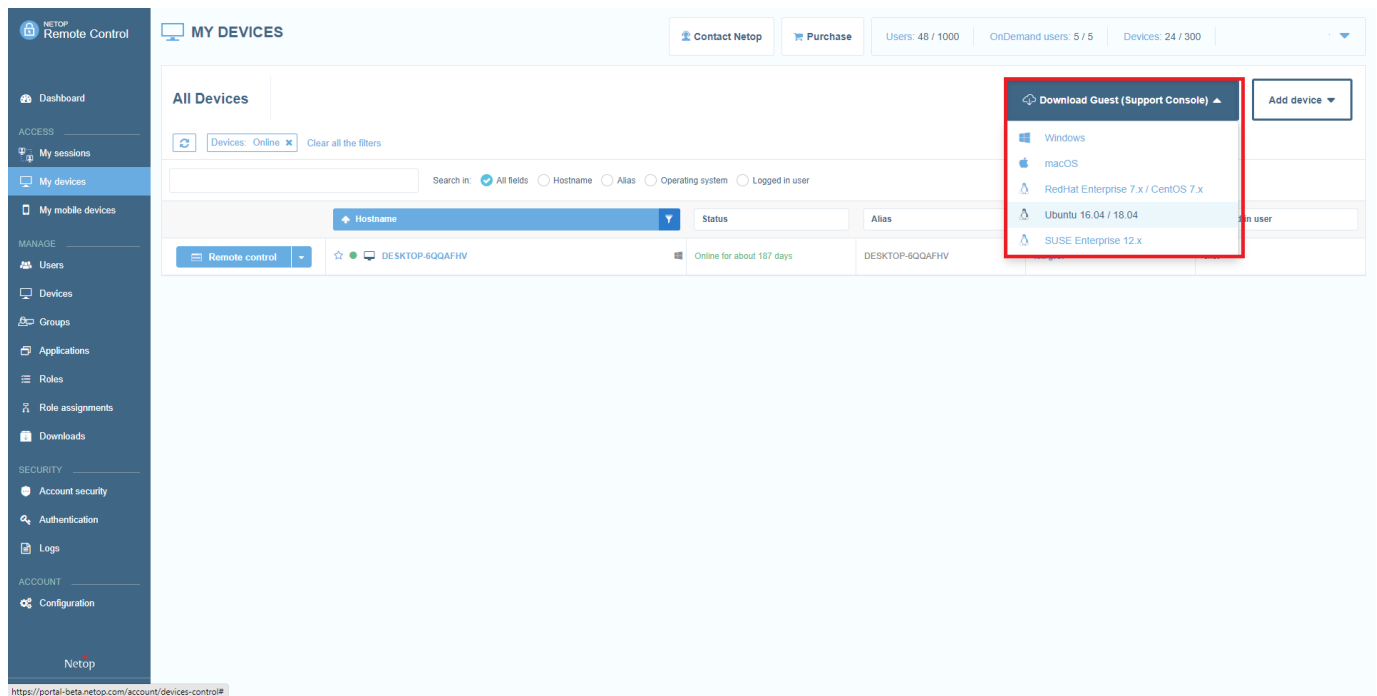 NETOP
Remote Control
MY DEVICES
Contact Netop
Purchase
Users: 48 / 1000
OnDemand users: 5 / 5
Devices: 24 / 300
Dashboard
ACCESS
My sessions
My devices
My mobile devices
MANAGE
Users
Devices
Groups
Applications
Roles
Role assignments
Downloads
SECURITY
Account security
Authentication
Logs
ACCOUNT
Configuration
Netop
All Devices
Download Guest (Support Console)
Add device
Windows
macOS
RedHat Enterprise 7.x / CentOS 7.x
Ubuntu 16.04 / 18.04
SUSE Enterprise 12.x
Devices: Online
Clear all the filters
Search in: All fields Hostname Alias Operating system Logged in user
Hostname
Status
Alias
in user
Remote control
DESKTOP-6QQAFHV
Online for about 187 days
DESKTOP-6QQAFHV
https://portal-beta.netop.com/account/devices-control#